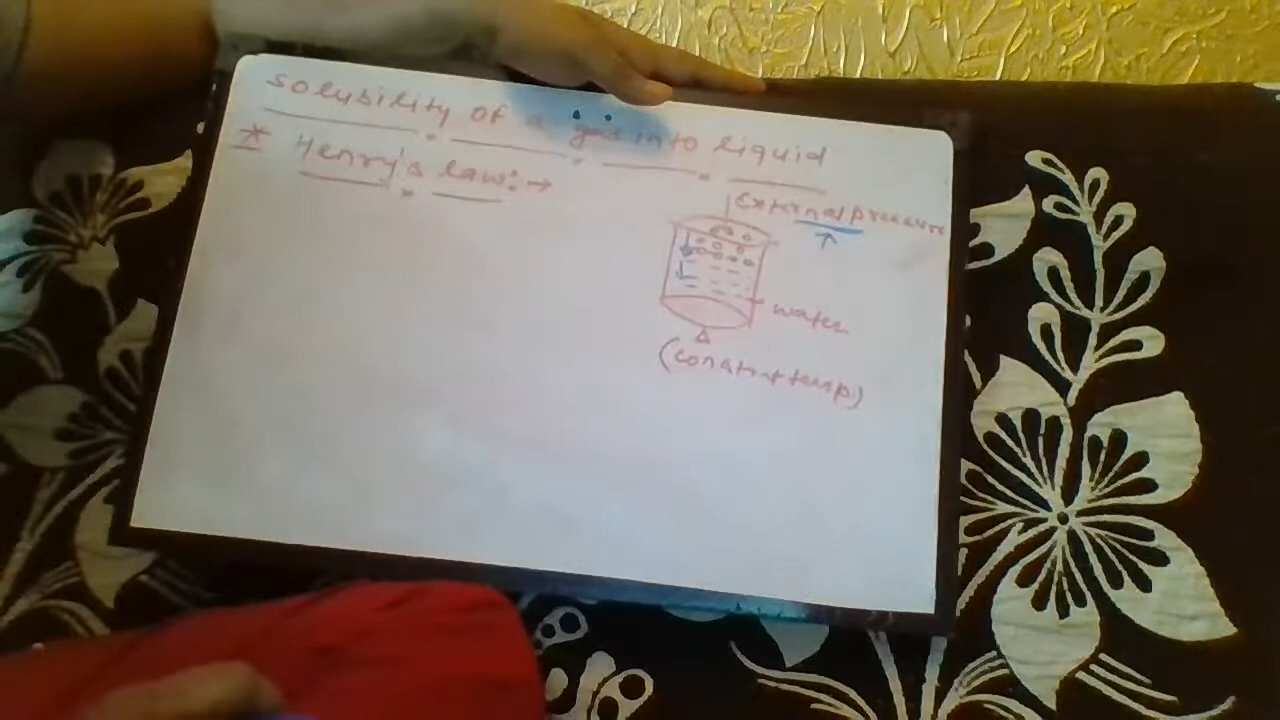 solubility of a gas into liquid
* Henry's law:→
external pressure
↑
water
Δ
(constant temp)